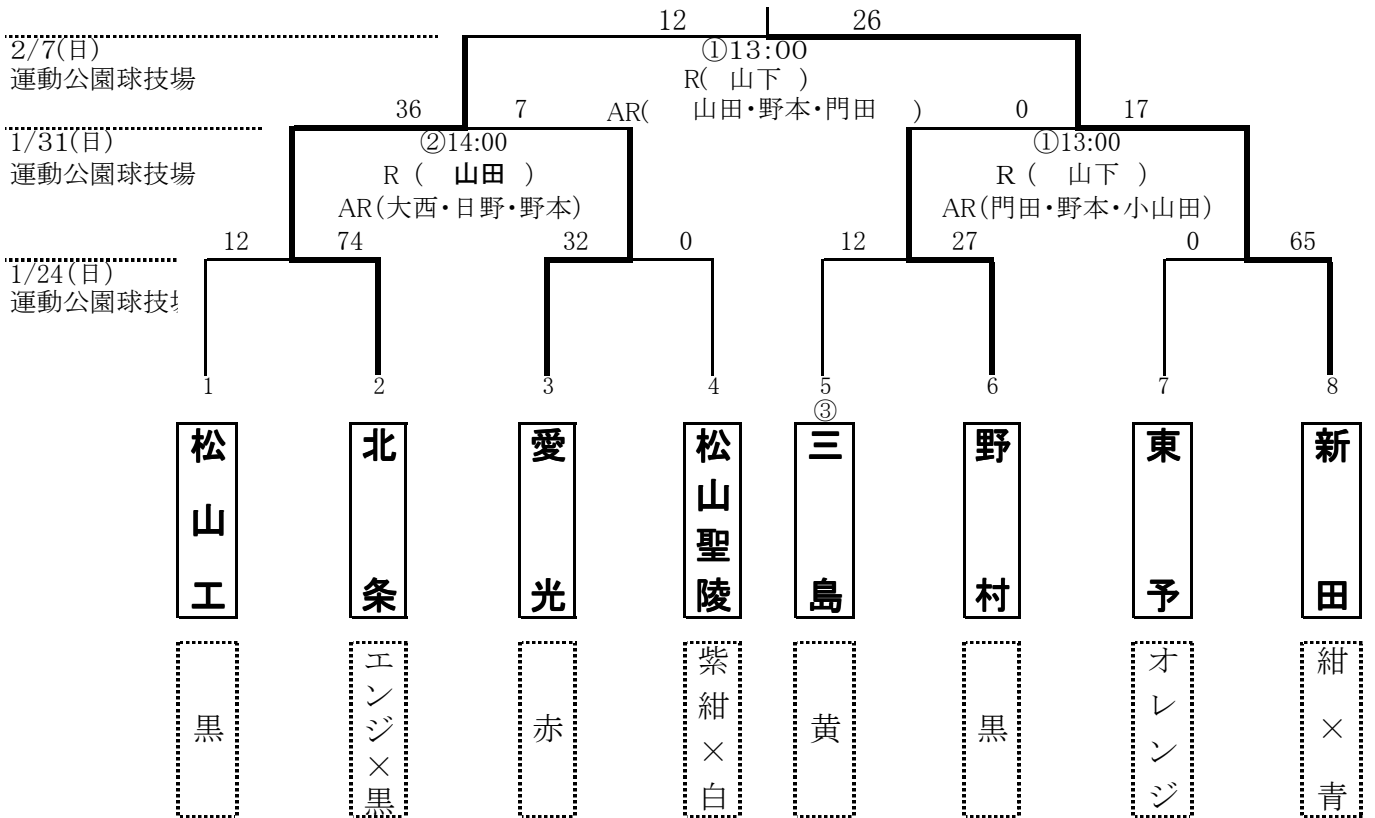 12 26
2/7(日)
運動公園球技場
①13:00
R( 山下 )
AR( 山田・野本・門田 )
36 7 0 17
1/31(日)
運動公園球技場
②14:00
R ( 山田 )
AR(大西・日野・野本)
①13:00
R ( 山下 )
AR(門田・野本・小山田)
12 74 32 0 12 27 0 65
1/24(日)
運動公園球技
1 2 3 4 5 6 7 8
③
松山工
北条
愛光
松山聖陵
三島
野村
東予
新田
黒
エンジ×黒
赤
紫紺×白
黄
黒
オレンジ
紺×青